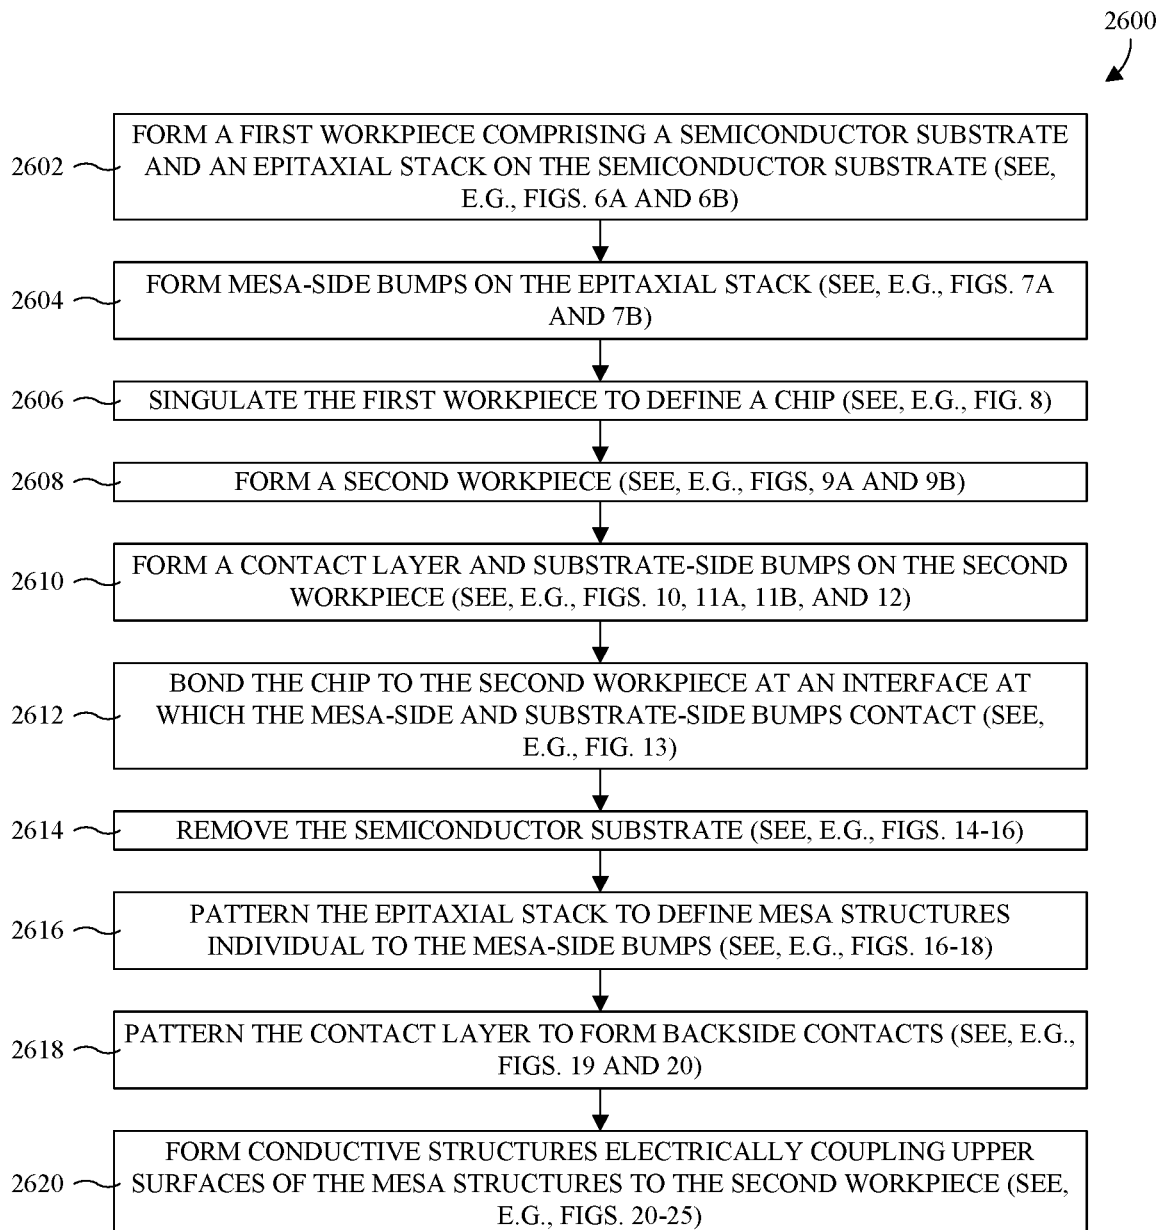 2600
2602
FORM A FIRST WORKPIECE COMPRISING A SEMICONDUCTOR SUBSTRATE
AND AN EPITAXIAL STACK ON THE SEMICONDUCTOR SUBSTRATE (SEE,
E.G., FIGS. 6A AND 6B)
2604
FORM MESA-SIDE BUMPS ON THE EPITAXIAL STACK (SEE, E.G., FIGS. 7A
AND 7B)
2606
SINGULATE THE FIRST WORKPIECE TO DEFINE A CHIP (SEE, E.G., FIG. 8)
2608
FORM A SECOND WORKPIECE (SEE, E.G., FIGS, 9A AND 9B)
2610
FORM A CONTACT LAYER AND SUBSTRATE-SIDE BUMPS ON THE SECOND
WORKPIECE (SEE, E.G., FIGS. 10, 11A, 11B, AND 12)
2612
BOND THE CHIP TO THE SECOND WORKPIECE AT AN INTERFACE AT
WHICH THE MESA-SIDE AND SUBSTRATE-SIDE BUMPS CONTACT (SEE,
E.G., FIG. 13)
2614
REMOVE THE SEMICONDUCTOR SUBSTRATE (SEE, E.G., FIGS. 14-16)
2616
PATTERN THE EPITAXIAL STACK TO DEFINE MESA STRUCTURES
INDIVIDUAL TO THE MESA-SIDE BUMPS (SEE, E.G., FIGS. 16-18)
2618
PATTERN THE CONTACT LAYER TO FORM BACKSIDE CONTACTS (SEE, E.G.,
FIGS. 19 AND 20)
2620
FORM CONDUCTIVE STRUCTURES ELECTRICALLY COUPLING UPPER
SURFACES OF THE MESA STRUCTURES TO THE SECOND WORKPIECE (SEE,
E.G., FIGS. 20-25)